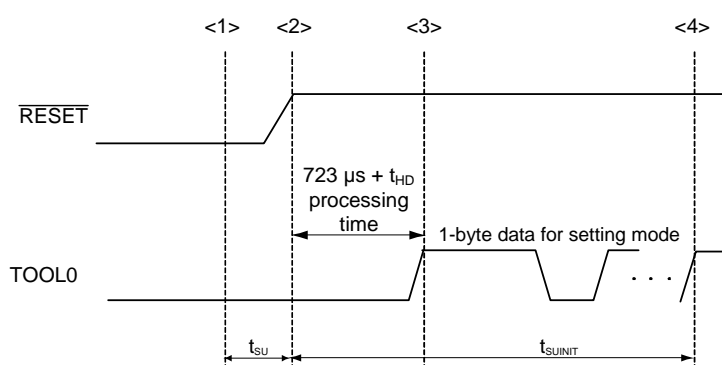 <1> <2> <3> <4>
RESET
723 µs + tHD
processing
time
1-byte data for setting mode
TOOL0
. . .
tSU
tSUINIT